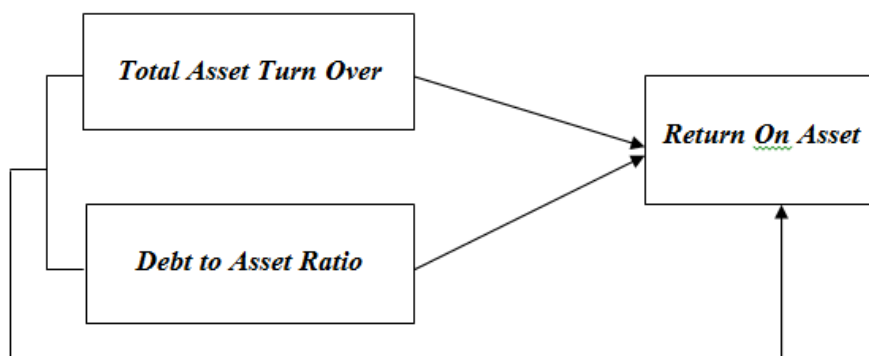 Total Asset Turn Over
Return On Asset
Debt to Asset Ratio